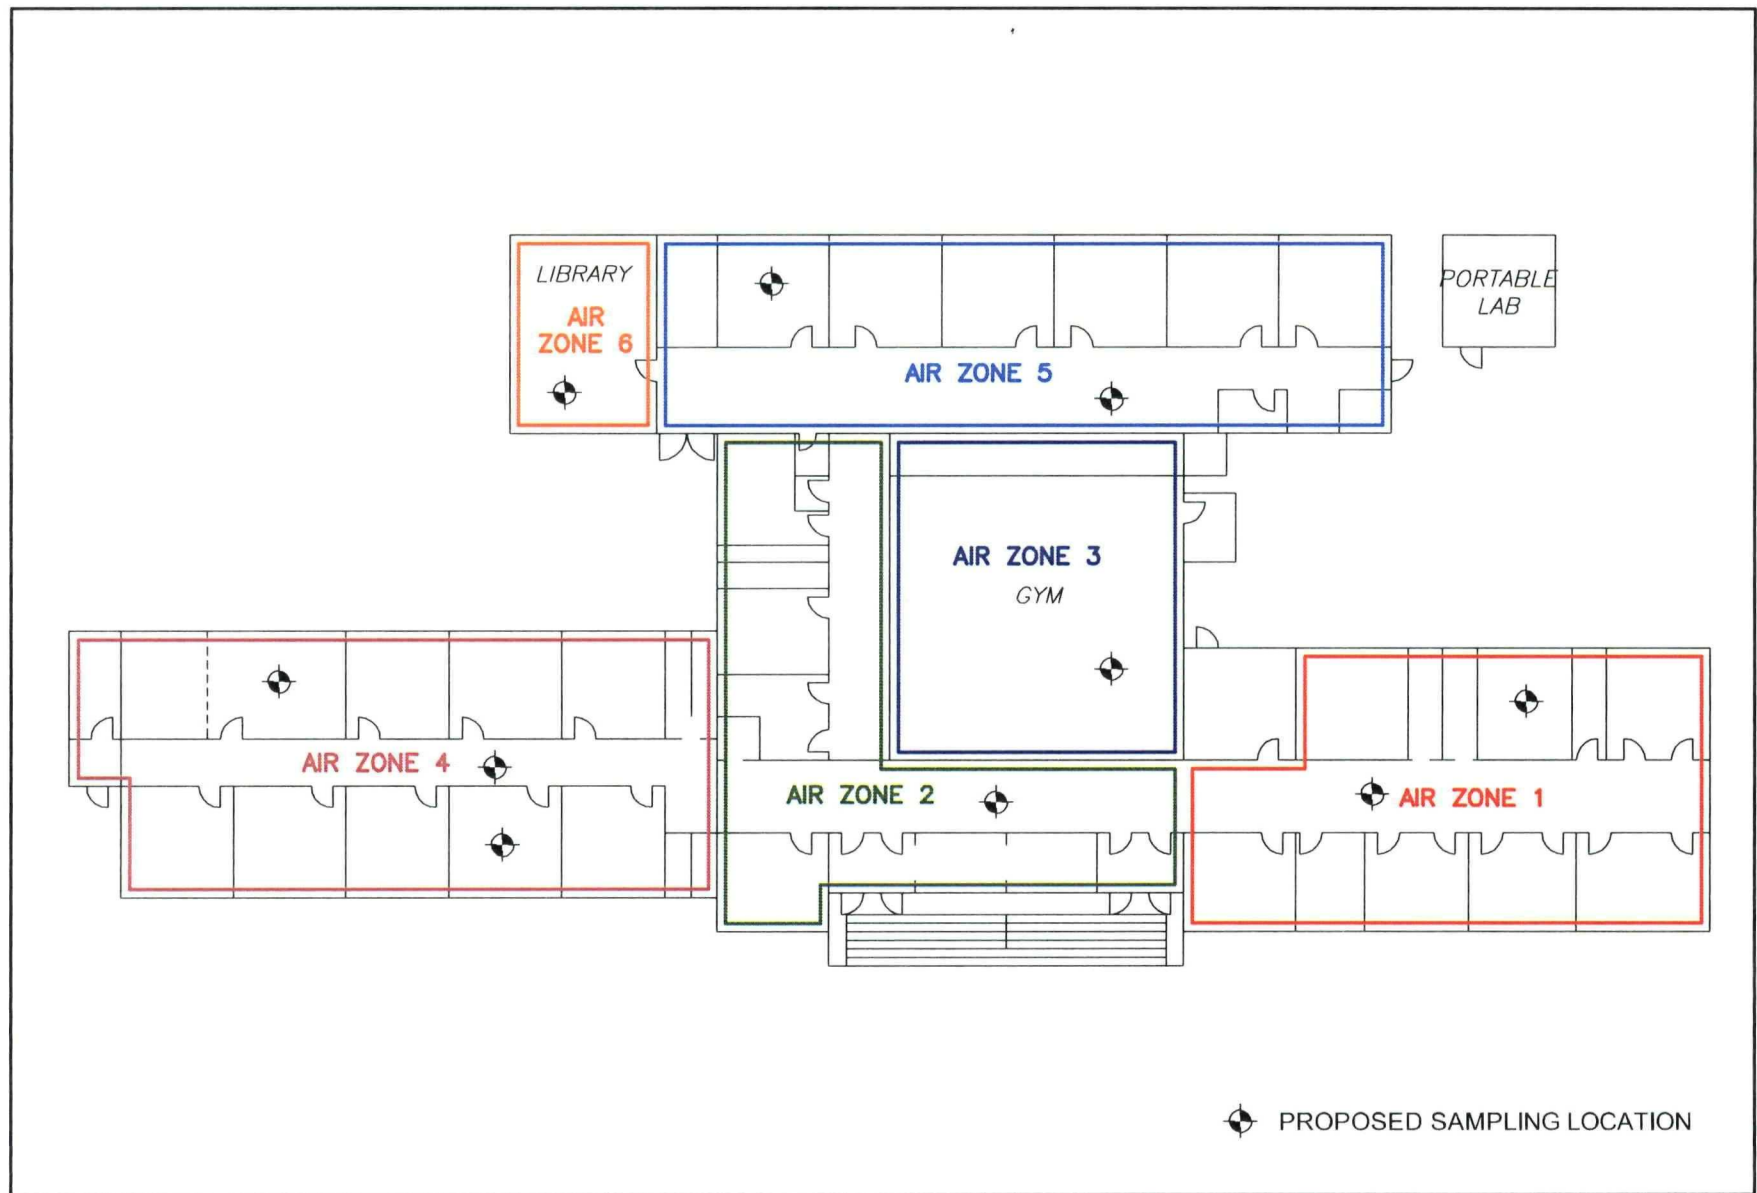 LIBRARY
AIR
ZONE 6
PORTABLE
LAB
AIR ZONE 5
AIR ZONE 3
GYM
AIR ZONE 4
AIR ZONE 2
AIR ZONE 1
PROPOSED SAMPLING LOCATION